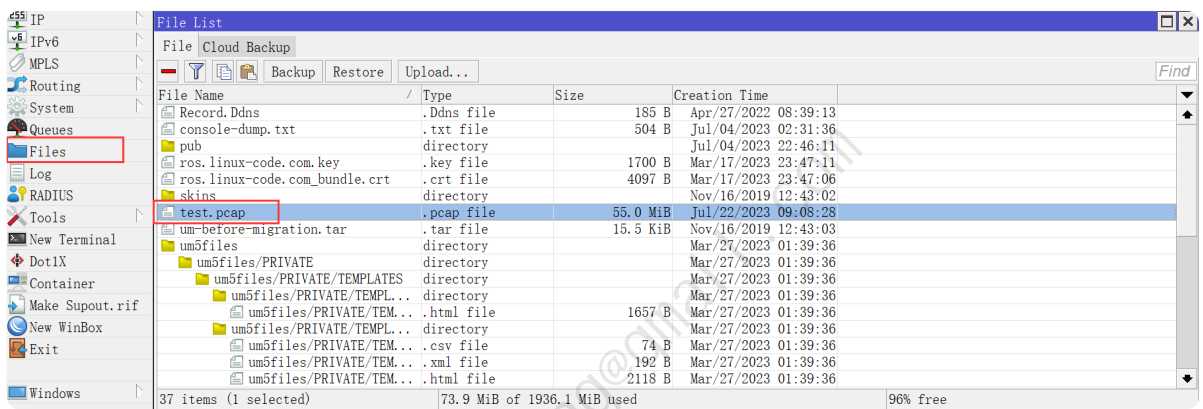 IP
IPv6
MPLS
Routing
System
Queues
Files
Log
RADIUS
Tools
New Terminal
Dot1X
Container
Make Supout.rif
New WinBox
Exit
Windows
File List
File Cloud Backup
Backup Restore Upload... Find
File Name Type Size Creation Time
Record.Ddns .Ddns file 185 B Apr/27/2022 08:39:13
console-dump.txt .txt file 504 B Jul/04/2023 02:31:36
pub directory Jul/04/2023 22:46:11
ros.linux-code.com.key .key file 1700 B Mar/17/2023 23:47:11
ros.linux-code.com_bundle.crt .crt file 4097 B Mar/17/2023 23:47:06
skins directory Nov/16/2019 12:43:02
test.pcap .pcap file 55.0 MiB Jul/22/2023 09:08:28
um-before-migration.tar .tar file 15.5 KiB Nov/16/2019 12:43:03
um5files directory Mar/27/2023 01:39:36
um5files/PRIVATE directory Mar/27/2023 01:39:36
um5files/PRIVATE/TEMPLATES directory Mar/27/2023 01:39:36
um5files/PRIVATE/TEMPL... directory Mar/27/2023 01:39:36
um5files/PRIVATE/TEM... .html file 1657 B Mar/27/2023 01:39:36
um5files/PRIVATE/TEMPL... directory Mar/27/2023 01:39:36
um5files/PRIVATE/TEM... .csv file 74 B Mar/27/2023 01:39:36
um5files/PRIVATE/TEM... .xml file 192 B Mar/27/2023 01:39:36
um5files/PRIVATE/TEM... .html file 2118 B Mar/27/2023 01:39:36
37 items (1 selected) 73.9 MiB of 1936.1 MiB used 96% free